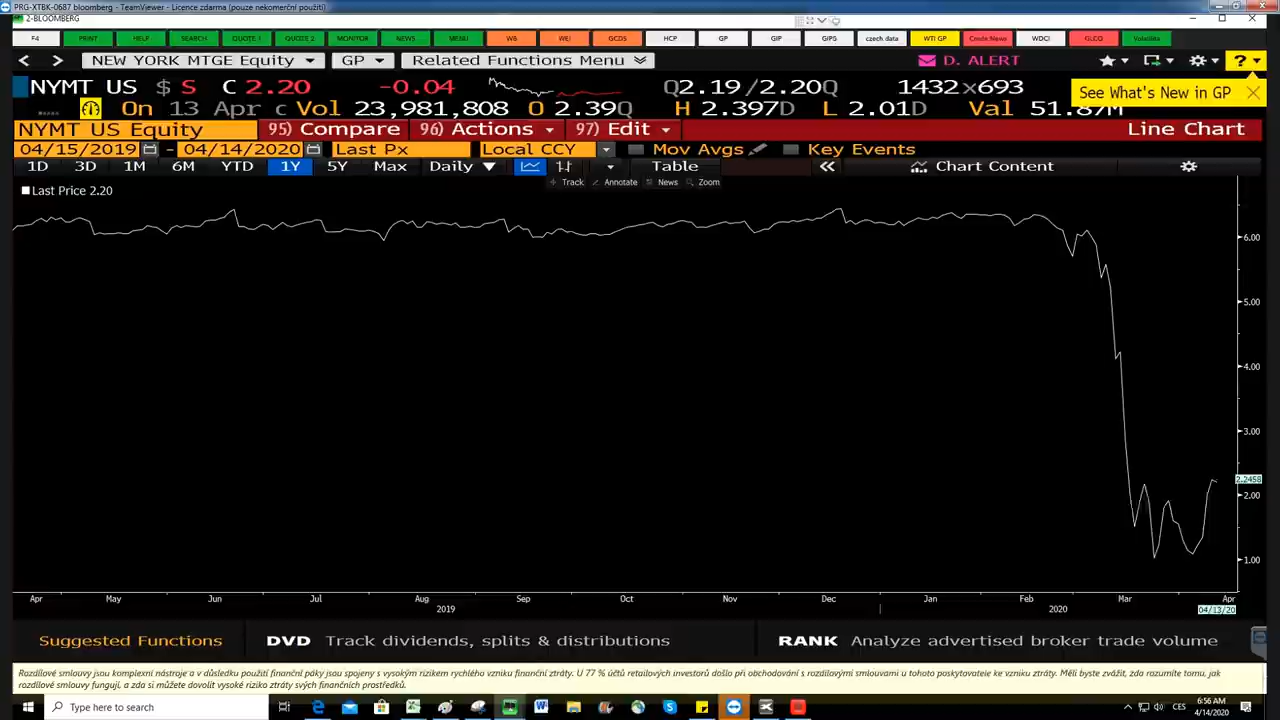 PRG-XTBK-0687 bloomberg - TeamViewer - Licence zdarma (pouze nekomerční použití)
2-BLOOMBERG
F4 PRINT HELP SEARCH QUOTE 1 QUOTE 2 MONITOR NEWS MENU WB WEI GCDS HCP GP GIP GIPG czech data WTI GP Credit News WDCI GLCO Volatilita
< > NEW YORK MTGE Equity GP Related Functions Menu D. ALERT ?
NYMT US $ S C 2.20 -0.04 Q2.19/2.20Q 1432×693
See What's New in GP
On 13 Apr c Vol 23,981,808 O 2.39Q H 2.397D L 2.01D Val 51.87M
NYMT US Equity 95) Compare 96) Actions 97) Edit Line Chart
04/15/2019 - 04/14/2020 Last Px Local CCY Mov Avgs Key Events
1D 3D 1M 6M YTD 1Y 5Y Max Daily ▼ Table « Chart Content
Track Annotate News Zoom
Last Price 2.20
6.00
5.00
4.00
3.00
2.2458
2.00
1.00
Apr May Jun Jul Aug Sep Oct Nov Dec Jan Feb Mar Apr
2019 2020 04/13/20
Suggested Functions DVD Track dividends, splits & distributions RANK Analyze advertised broker trade volume
Rozdílové smlouvy jsou komplexní nástroje a v důsledku použití finanční páky jsou spojeny s vysokým rizikem rychlého vzniku finanční ztráty. U 77 % účtů retailových investorů došlo při obchodování s rozdílovými smlouvami u tohoto poskytovatele ke vzniku ztráty. Měli byste zvážit, zda rozumíte tomu, jak
rozdílové smlouvy fungují, a zda si můžete dovolit vysoké riziko ztráty svých finančních prostředků.
Type here to search CES 6:56 AM
4/14/2020